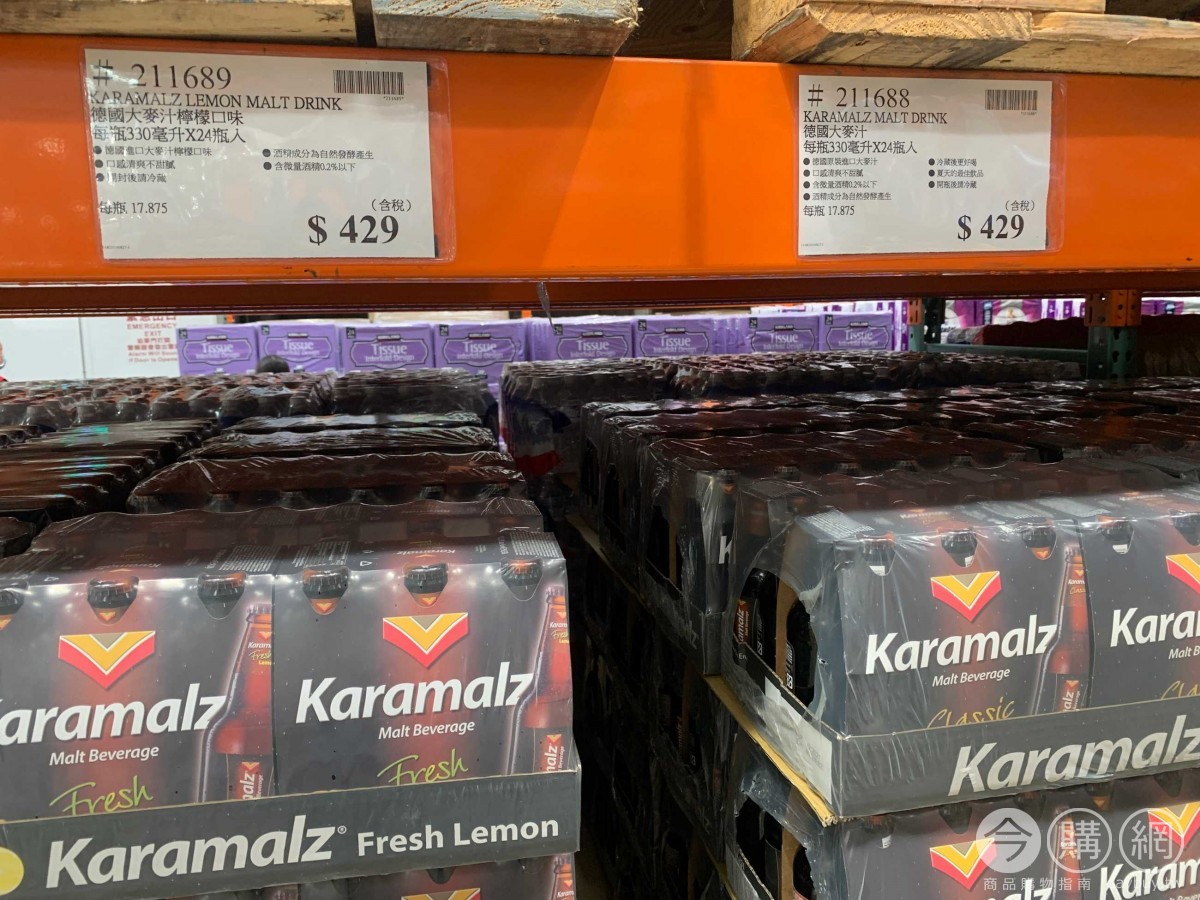 # 211689
KARAMALZ LEMON MALT DRINK
德國大麥汁檸檬口味
每瓶330毫升X24瓶入
● 德國進口大麥汁檸檬口味
● 口感清爽不甜膩
● 開封後請冷藏
● 酒精成分為自然發酵產生
● 含微量酒精0.2%以下
每瓶 17.875
(含稅)
$ 429
# 211688
KARAMALZ MALT DRINK
德國大麥汁
每瓶330毫升X24瓶入
● 德國原裝進口大麥汁
● 口感清爽不甜膩
● 含微量酒精0.2%以下
● 酒精成分為自然發酵產生
● 冷藏後更好喝
● 夏天的最佳飲品
● 開瓶後請冷藏
每瓶 17.875
(含稅)
$ 429
EMERGENCY
EXIT
Tissue
Tissue
Tissue
Tissue
Tissue
Tissue
Tissue
Tissue
Karamalz
Malt Beverage
Fresh
Karamalz
Malt Beverage
Fresh
Karamalz® Fresh Lemon
Karamalz
Malt Beverage
Classic
Karamalz
今購網
商品購物指南